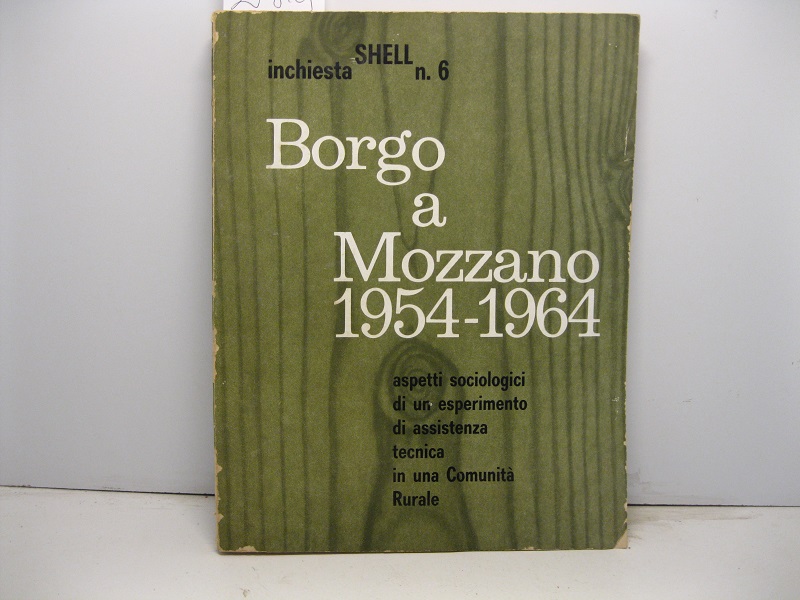 inchiesta SHELL n. 6
Borgo
a
Mozzano
1954-1964
aspetti sociologici
di un esperimento
di assistenza
tecnica
in una Comunità
Rurale